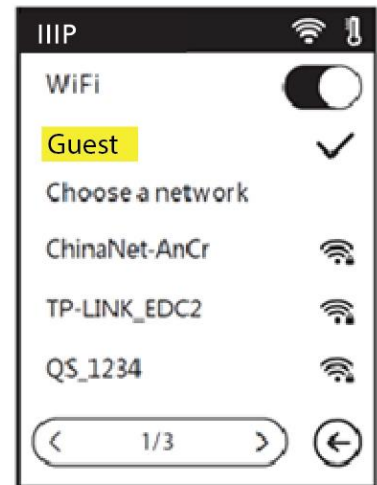 IIIP
WiFi
Guest
Choose a network
ChinaNet-AnCr
TP-LINK_EDC2
QS_1234
< 1/3 >